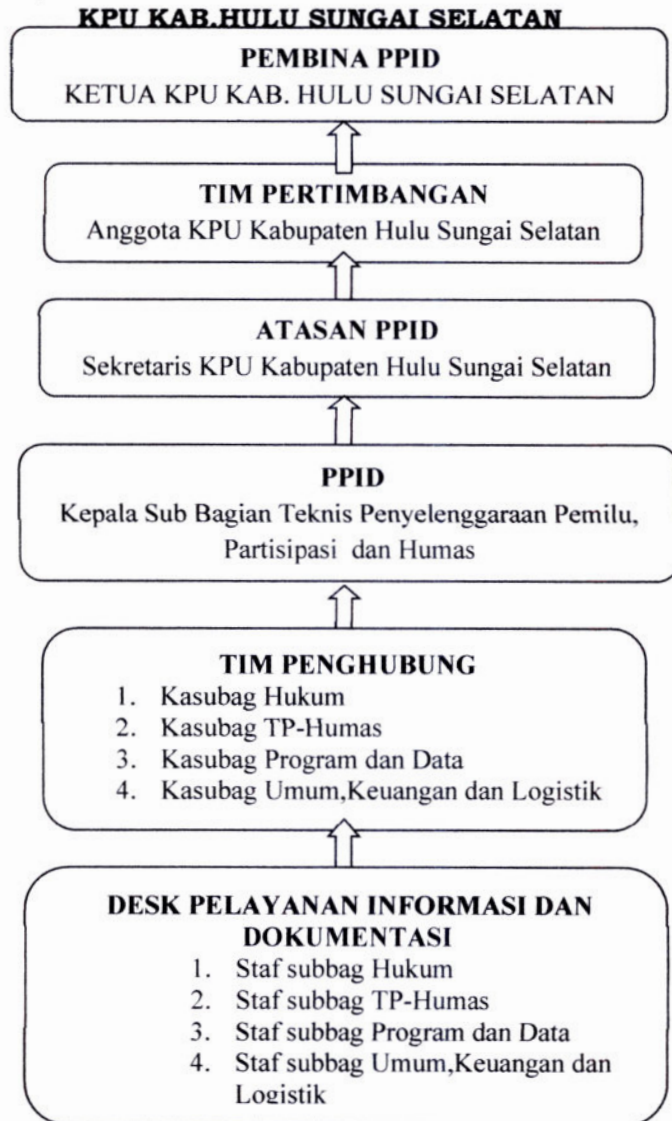 KPU KAB.HULU SUNGAI SELATAN
PEMBINA PPID
KETUA KPU KAB. HULU SUNGAI SELATAN
TIM PERTIMBANGAN
Anggota KPU Kabupaten Hulu Sungai Selatan
ATASAN PPID
Sekretaris KPU Kabupaten Hulu Sungai Selatan
PPID
Kepala Sub Bagian Teknis Penyelenggaraan Pemilu,
Partisipasi dan Humas
TIM PENGHUBUNG
1. Kasubag Hukum
2. Kasubag TP-Humas
3. Kasubag Program dan Data
4. Kasubag Umum,Keuangan dan Logistik
DESK PELAYANAN INFORMASI DAN
DOKUMENTASI
1. Staf subbag Hukum
2. Staf subbag TP-Humas
3. Staf subbag Program dan Data
4. Staf subbag Umum,Keuangan dan
Logistik